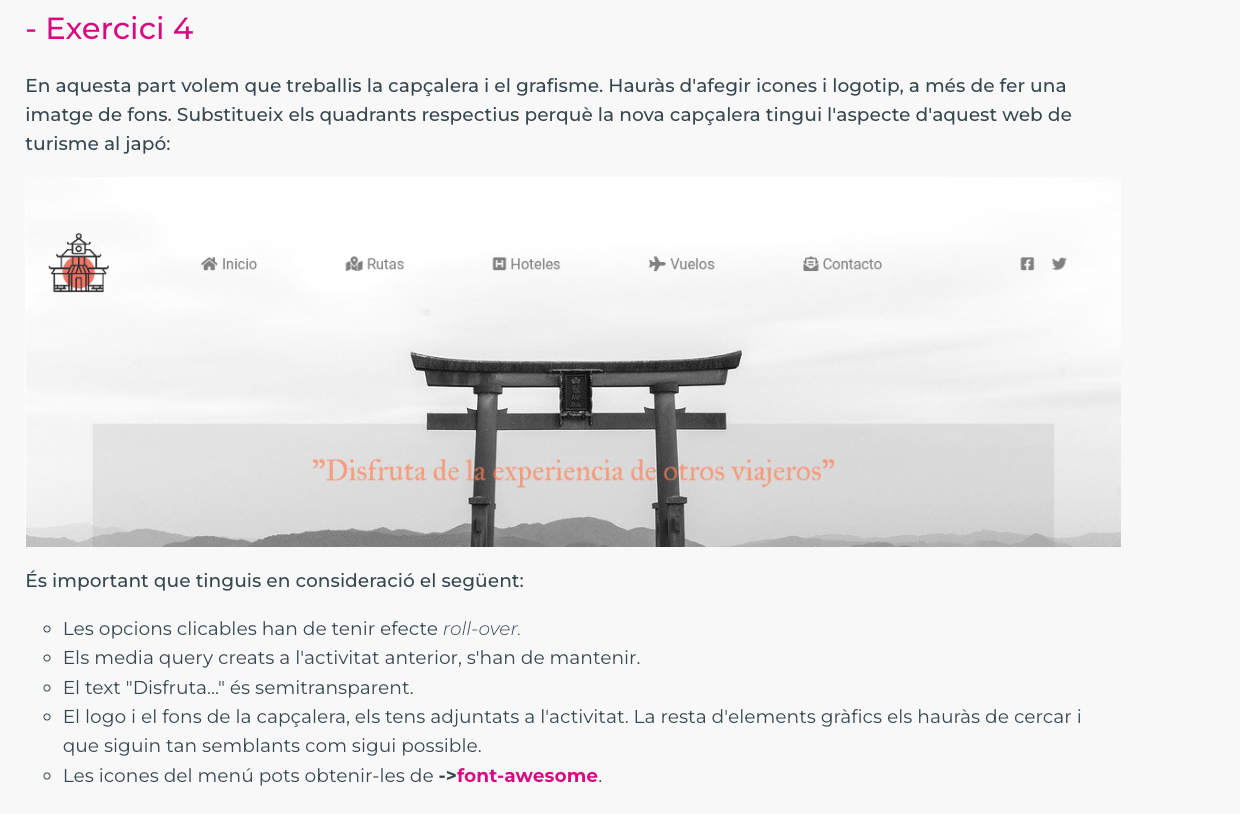 - Exercici 4
En aquesta part volem que treballis la capçalera i el grafisme. Hauràs d'afegir icones i logotip, a més de fer una
imatge de fons. Substitueix els quadrants respectius perquè la nova capçalera tingui l'aspecte d'aquest web de
turisme al japó:
Inicio Rutas Hoteles Vuelos Contacto
”Disfruta de la experiencia de otros viajeros”
És important que tinguis en consideració el següent:
Les opcions clicables han de tenir efecte roll-over.
Els media query creats a l'activitat anterior, s'han de mantenir.
El text "Disfruta..." és semitransparent.
El logo i el fons de la capçalera, els tens adjuntats a l'activitat. La resta d'elements gràfics els hauràs de cercar i
que siguin tan semblants com sigui possible.
Les icones del menú pots obtenir-les de ->font-awesome.